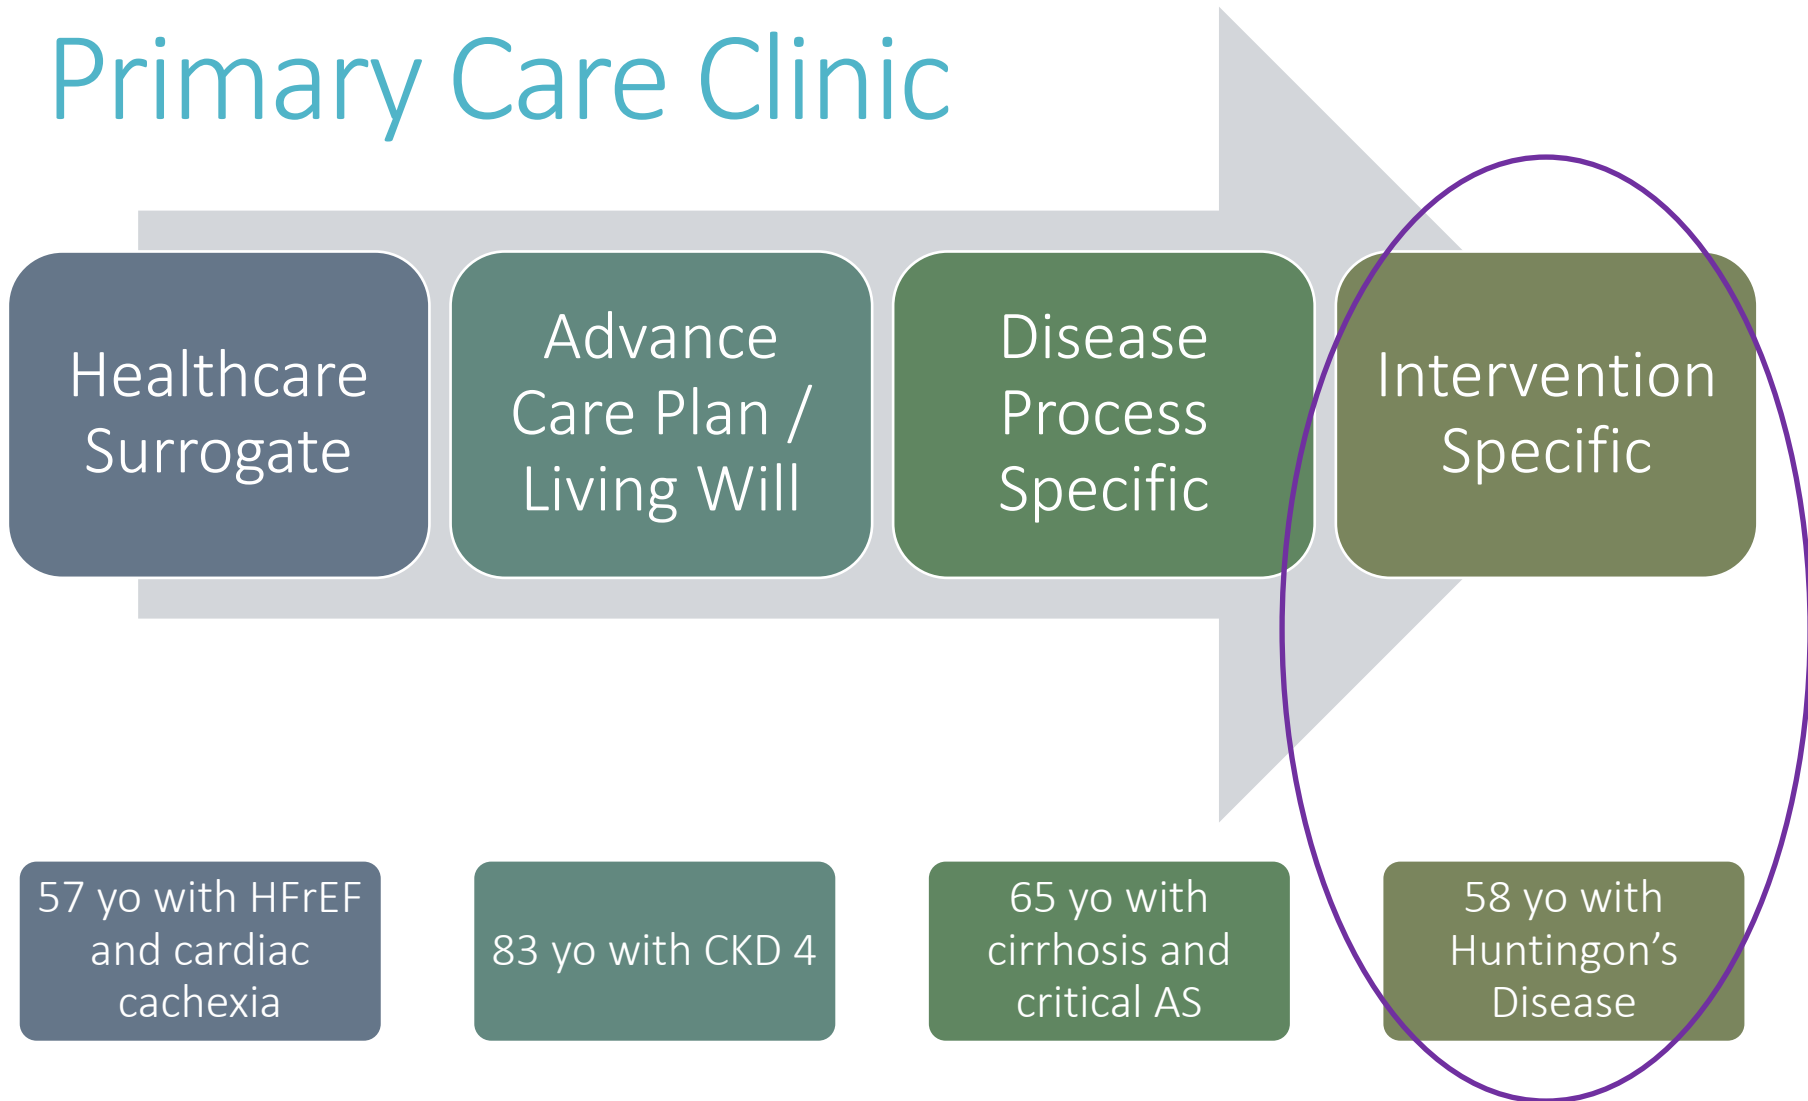 Primary Care Clinic
Healthcare
Surrogate
Advance
Care Plan /
Living Will
Disease
Process
Specific
Intervention
Specific
57 yo with HFrEF
and cardiac
cachexia
83 yo with CKD 4
65 yo with
cirrhosis and
critical AS
58 yo with
Huntingon’s
Disease